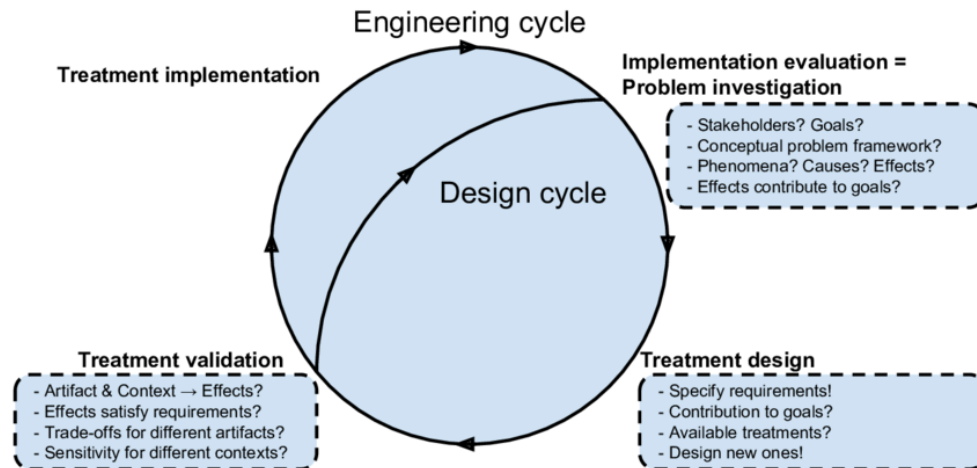 Engineering cycle
Treatment implementation
Implementation evaluation =
Problem investigation
- Stakeholders? Goals?
- Conceptual problem framework?
- Phenomena? Causes? Effects?
- Effects contribute to goals?
Design cycle
Treatment validation
- Artifact & Context → Effects?
- Effects satisfy requirements?
- Trade-offs for different artifacts?
- Sensitivity for different contexts?
Treatment design
- Specify requirements!
- Contribution to goals?
- Available treatments?
- Design new ones!